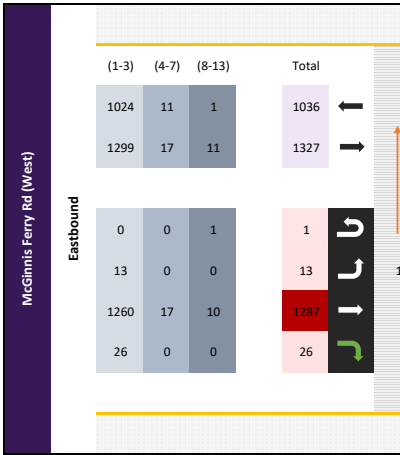 (1-3) (4-7) (8-13) Total
1024 11 1 1036
1299 17 11 1327
McGinnis Ferry Rd (West)
Eastbound
0 0 1 1
13 0 0 13 1
1260 17 10 1287
26 0 0 26